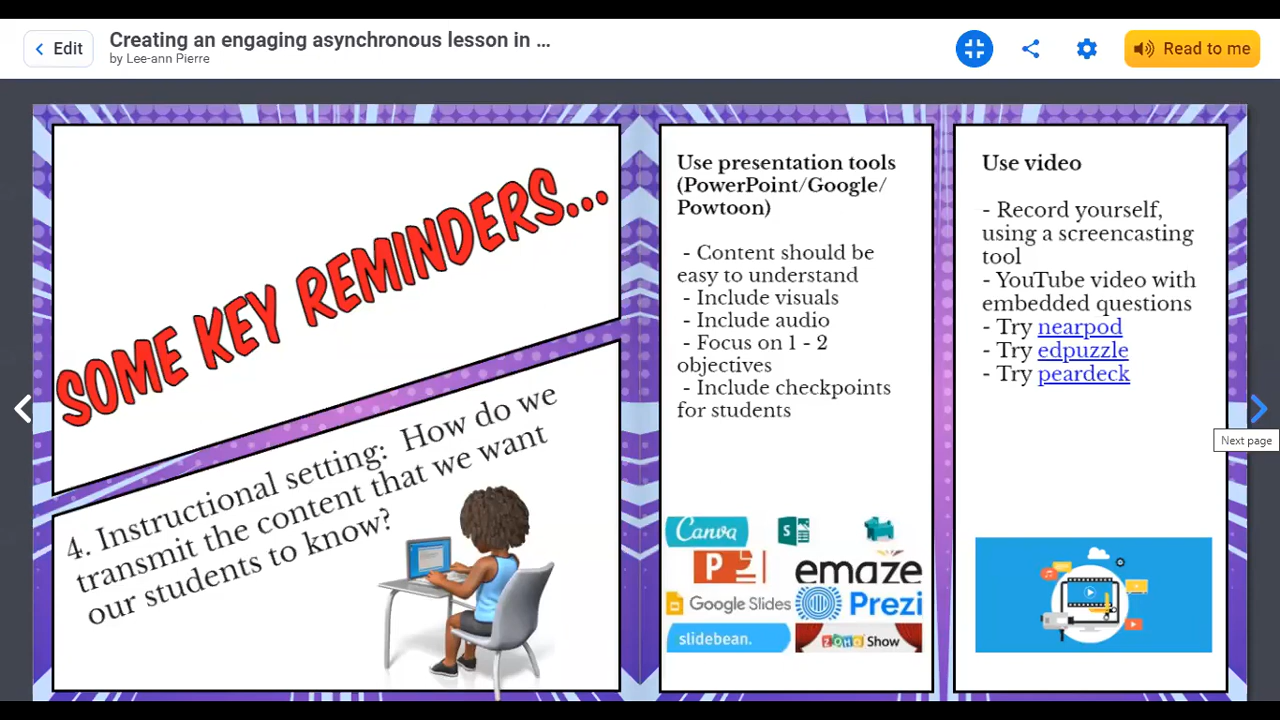 Edit
Creating an engaging asynchronous lesson in ...
by Lee-ann Pierre
Read to me
SOME KEY REMINDERS...
4. Instructional setting: How do we
transmit the content that we want
our students to know?
Use presentation tools
(PowerPoint/Google/
Powtoon)
- Content should be
easy to understand
- Include visuals
- Include audio
- Focus on 1 - 2
objectives
- Include checkpoints
for students
Canva
S
P
emaze
Google Slides
Prezi
slidebean.
ZOHO Show
Use video
- Record yourself,
using a screencasting
tool
- YouTube video with
embedded questions
- Try nearpod
- Try edpuzzle
- Try peardeck
Next page